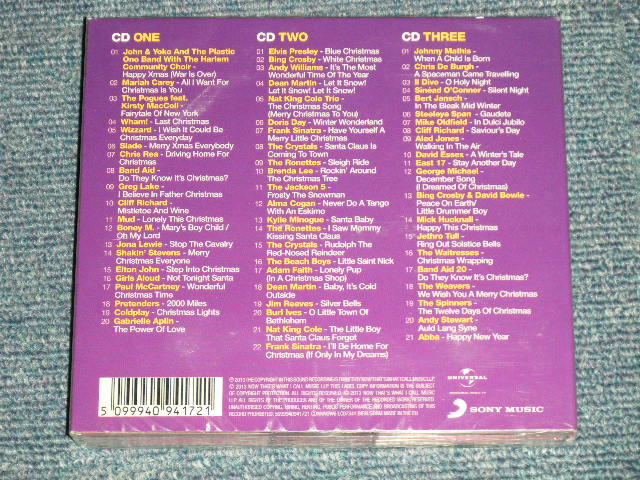 CD ONE
01 John & Yoko And The Plastic
One Band With The Harlem
Community Choir -
Happy Xmas (War Is Over)
02 Mariah Carey - All I Want For
Christmas Is You
03 The Pogues feat.
Kirsty MacColl -
Fairytale Of New York
04 Wham! - Last Christmas
05 Wizzard - I Wish It Could Be
Christmas Everyday
06 Slade - Merry Xmas Everybody
07 Chris Rea - Driving Home For
Christmas
08 Band Aid -
Do They Know It's Christmas?
09 Greg Lake -
I Believe In Father Christmas
10 Cliff Richard -
Mistletoe And Wine
11 Mud - Lonely This Christmas
12 Boney M. - Mary's Boy Child /
Oh My Lord
13 Jona Lewie - Stop The Cavalry
14 Shakin' Stevens - Merry
Christmas Everyone
15 Elton John - Step Into Christmas
16 Girls Aloud - Not Tonight Santa
17 Paul McCartney - Wonderful
Christmas Time
18 Pretenders - 2000 Miles
19 Coldplay - Christmas Lights
20 Gabrielle Aplin -
The Power Of Love
CD TWO
01 Elvis Presley - Blue Christmas
02 Bing Crosby - White Christmas
03 Andy Williams - It's The Most
Wonderful Time Of The Year
04 Dean Martin - Let It Snow!
Let It Snow! Let It Snow!
05 Nat King Cole Trio -
The Christmas Song
(Merry Christmas To You)
06 Doris Day - Winter Wonderland
07 Frank Sinatra - Have Yourself A
Merry Little Christmas
08 The Crystals - Santa Claus Is
Coming To Town
09 The Ronettes - Sleigh Ride
10 Brenda Lee - Rockin' Around
The Christmas Tree
11 The Jackson 5 -
Frosty The Snowman
12 Alma Cogan - Never Do A Tango
With An Eskimo
13 Kylie Minogue - Santa Baby
14 The Ronettes - I Saw Mommy
Kissing Santa Claus
15 The Crystals - Rudolph The
Red-Nosed Reindeer
16 The Beach Boys - Little Saint Nick
17 Adam Faith - Lonely Pup
(In A Christmas Shop)
18 Dean Martin - Baby, It's Cold
Outside
19 Jim Reeves - Silver Bells
20 Burl Ives - O Little Town Of
Bethlehem
21 Nat King Cole - The Little Boy
That Santa Claus Forgot
22 Frank Sinatra - I'll Be Home For
Christmas (If Only In My Dreams)
CD THREE
01 Johnny Mathis -
When A Child Is Born
02 Chris De Burgh -
A Spaceman Came Travelling
03 Il Divo - O Holy Night
04 Sinéad O'Connor - Silent Night
05 Bert Jansch -
In The Bleak Mid Winter
06 Steeleye Span - Gaudete
07 Mike Oldfield - In Dulci Jubilo
08 Cliff Richard - Saviour's Day
09 Aled Jones -
Walking In The Air
10 David Essex - A Winter's Tale
11 East 17 - Stay Another Day
12 George Michael -
December Song
(I Dreamed Of Christmas)
13 Bing Crosby & David Bowie -
Peace On Earth/
Little Drummer Boy
14 Mick Hucknall -
Happy This Christmas
15 Jethro Tull -
Ring Out Solstice Bells
16 The Waitresses -
Christmas Wrapping
17 Band Aid 20 -
Do They Know It's Christmas?
18 The Weavers -
We Wish You A Merry Christmas
19 The Spinners -
The Twelve Days Of Christmas
20 Andy Stewart -
Auld Lang Syne
21 Abba - Happy New Year
5 099940 941721
UNIVERSAL
SONY MUSIC